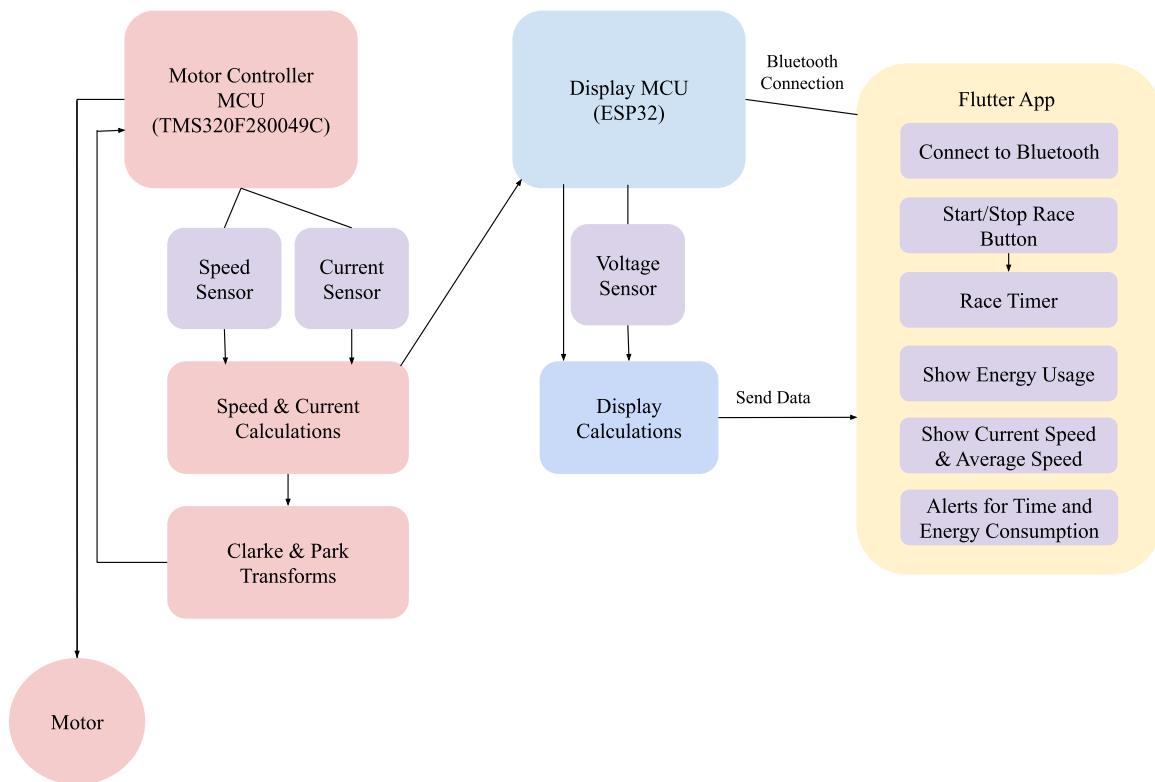 Motor Controller
MCU
(TMS320F280049C)
Speed
Sensor
Current
Sensor
Speed & Current
Calculations
Clarke & Park
Transforms
Motor
Display MCU
(ESP32)
Voltage
Sensor
Display
Calculations
Bluetooth
Connection
Send Data
Flutter App
Connect to Bluetooth
Start/Stop Race
Button
Race Timer
Show Energy Usage
Show Current Speed
& Average Speed
Alerts for Time and
Energy Consumption